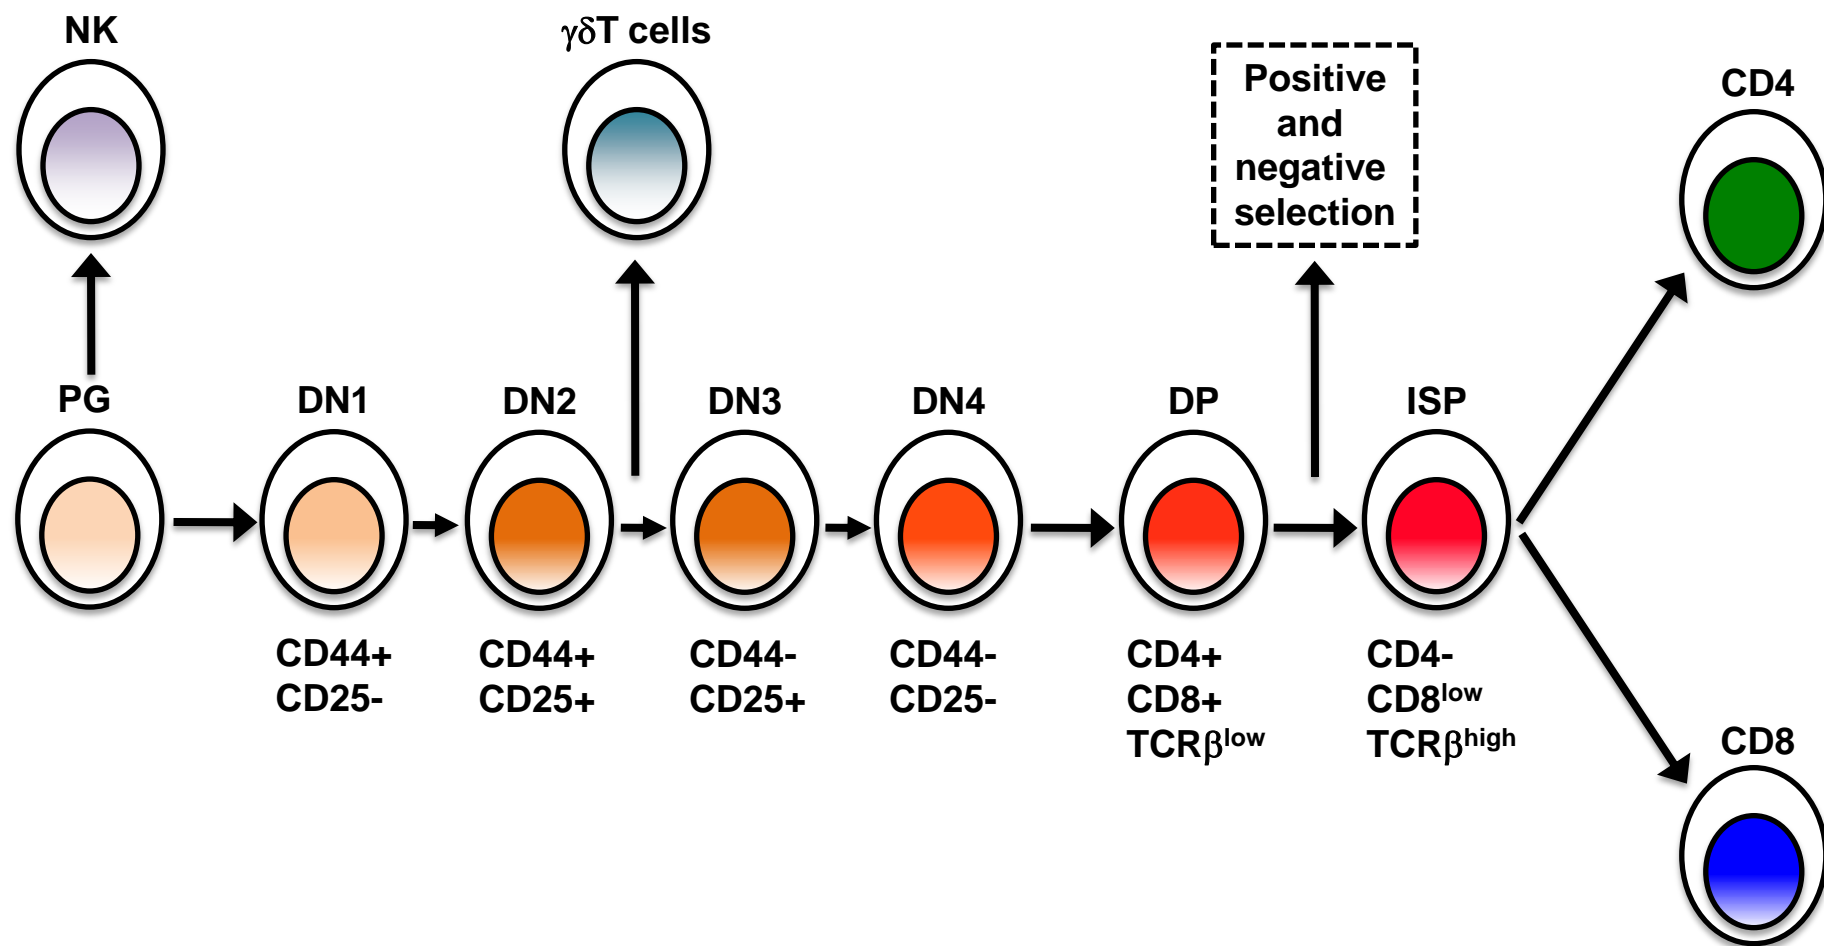 NK
γδT cells
Positive
and
negative
selection
CD4
PG
DN1
DN2
DN3
DN4
DP
ISP
CD44+
CD25-
CD44+
CD25+
CD44-
CD25+
CD44-
CD25-
CD4+
CD8+
TCRβlow
CD4-
CD8low
TCRβhigh
CD8